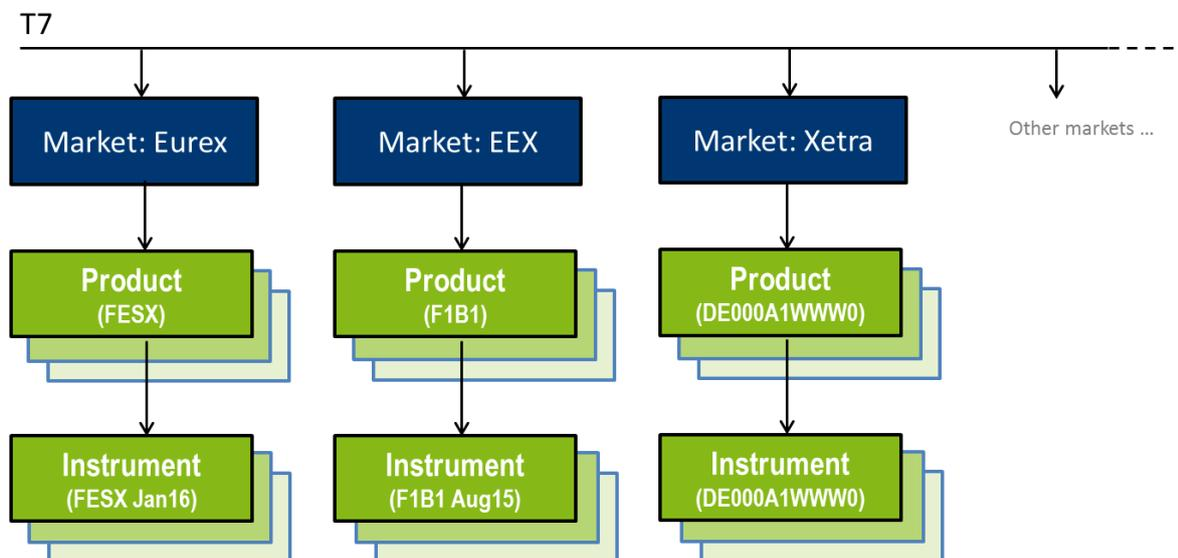 T7
Market: Eurex
Market: EEX
Market: Xetra
Other markets ...
Product
(FESX)
Product
(F1B1)
Product
(DE000A1WWW0)
Instrument
(FESX Jan16)
Instrument
(F1B1 Aug15)
Instrument
(DE000A1WWW0)